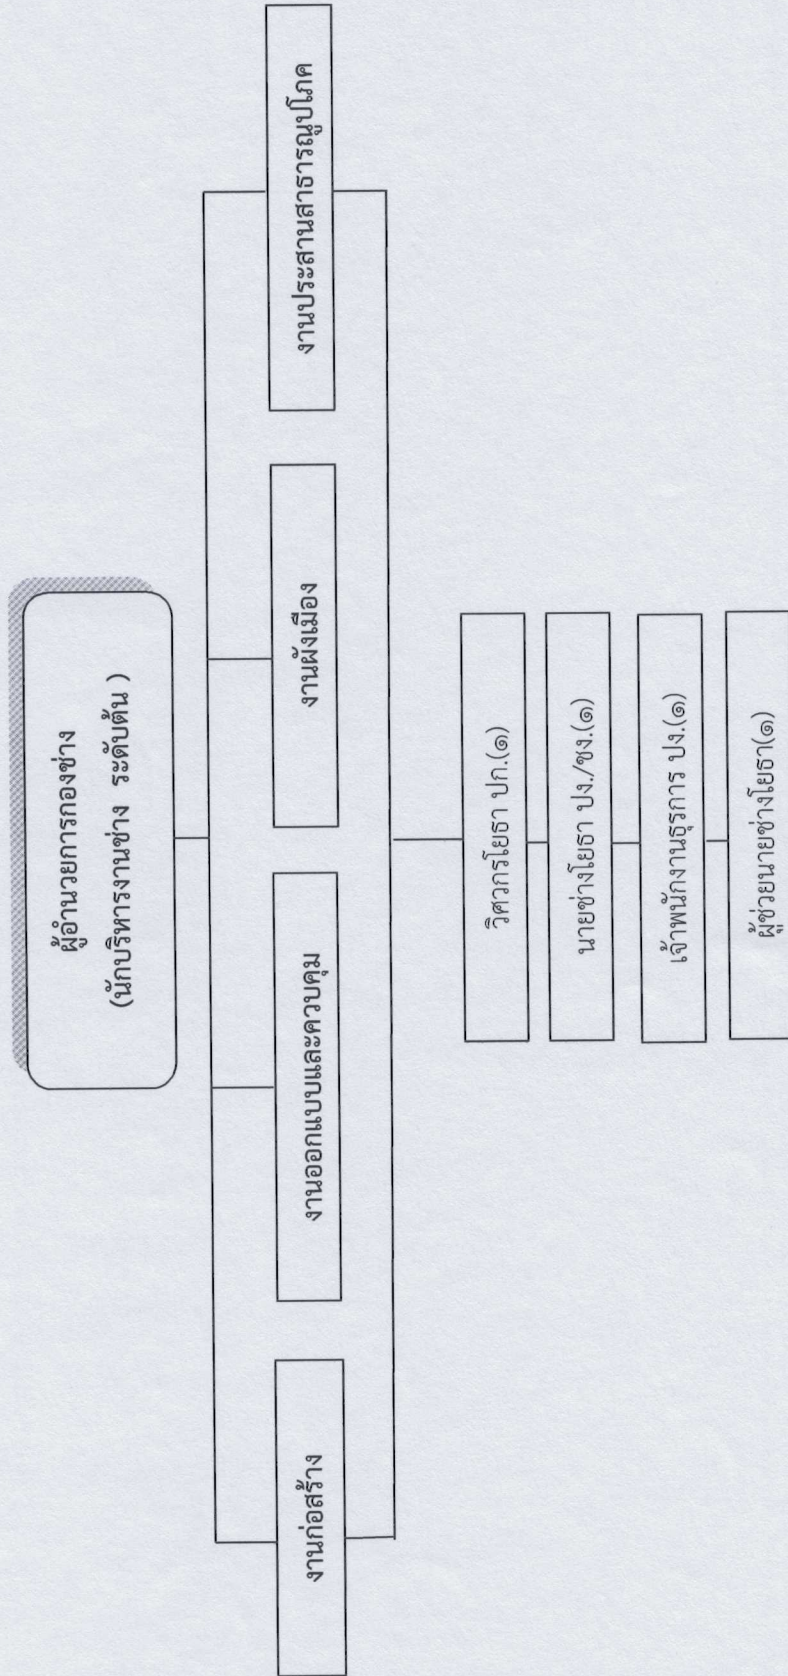 ผู้อำนวยการกองช่าง
(นักบริหารงานช่าง ระดับต้น )
งานก่อสร้าง
งานออกแบบและควบคุม
งานผังเมือง
งานประสานสาธารณูปโภค
วิศวกรโยธา ปก.(๑)
นายช่างโยธา ปง./ชง.(๑)
เจ้าพนักงานธุรการ ปง.(๑)
ผู้ช่วยนายช่างโยธา(๑)